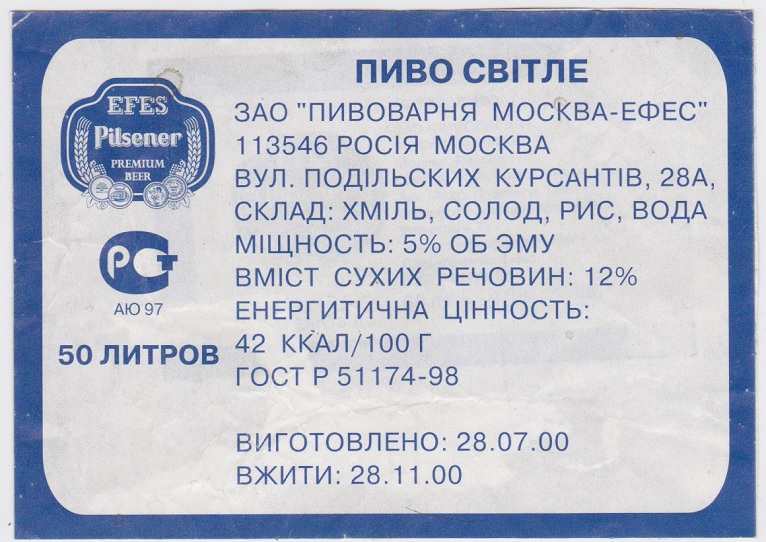 EFES
Pilsener
PREMIUM
BEER
РСТ
АЮ 97
50 ЛИТРОВ
ПИВО СВІТЛЕ
ЗАО "ПИВОВАРНЯ МОСКВА-ЕФЕС"
113546 РОСІЯ МОСКВА
ВУЛ. ПОДІЛЬСКИХ КУРСАНТІВ, 28А,
СКЛАД: ХМІЛЬ, СОЛОД, РИС, ВОДА
МІЩНОСТЬ: 5% ОБ ЭМУ
ВМІСТ СУХИХ РЕЧОВИН: 12%
ЕНЕРГИТИЧНА ЦІННОСТЬ:
42 ККАЛ/100 Г
ГОСТ Р 51174-98
ВИГОТОВЛЕНО: 28.07.00
ВЖИТИ: 28.11.00